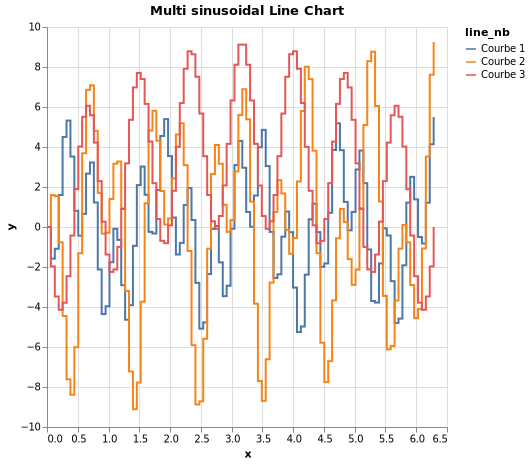 Multi sinusoidal Line Chart
line_nb
Courbe 1
Courbe 2
Courbe 3
y
10
8
6
4
2
0
−2
−4
−6
−8
−10
0.0 0.5 1.0 1.5 2.0 2.5 3.0 3.5 4.0 4.5 5.0 5.5 6.0 6.5
x